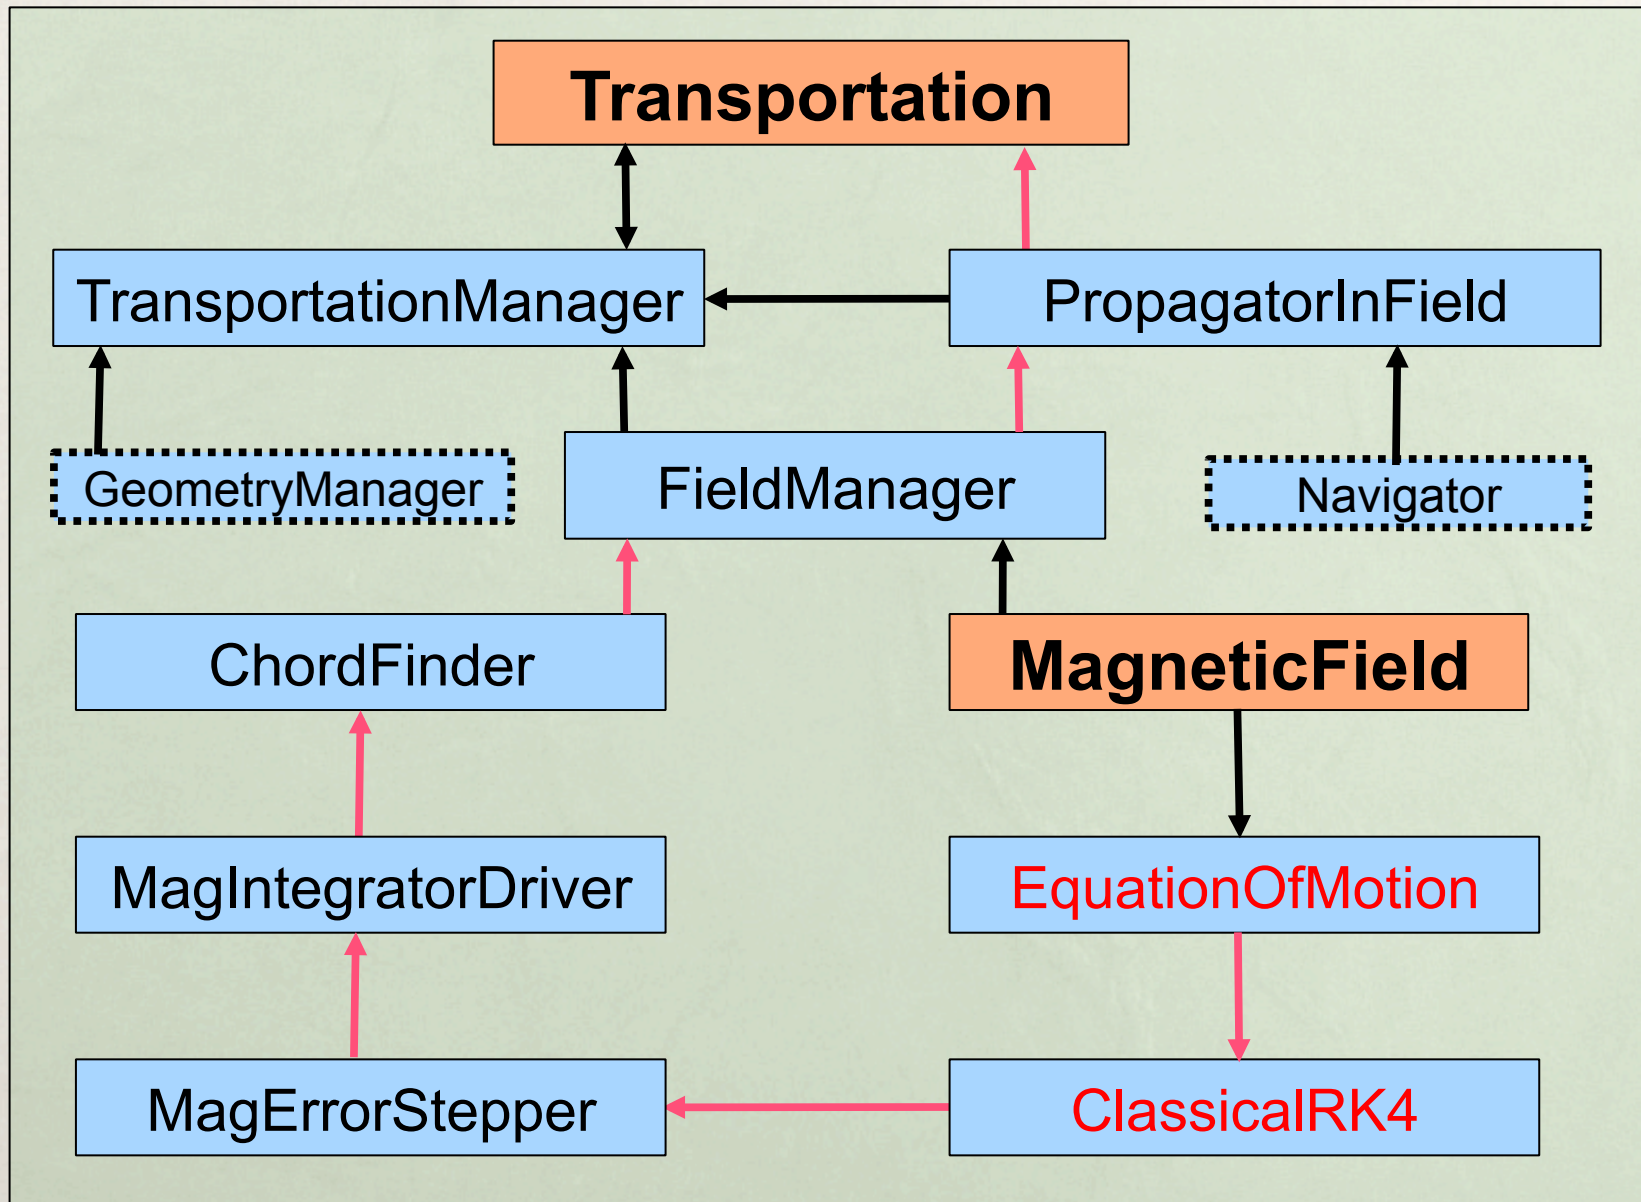 Transportation
TransportationManager
PropagatorInField
GeometryManager
FieldManager
Navigator
ChordFinder
MagneticField
MagIntegratorDriver
EquationOfMotion
MagErrorStepper
ClassicalRK4